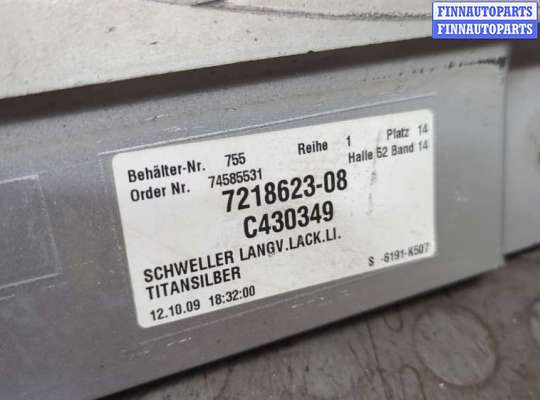 FINNAUTOPARTS
FINNAUTOPARTS
Behälter-Nr. 755 Reihe 1 Platz 14
Order Nr. 74585531 Halle 52 Band 14
7218623-08
C430349
SCHWELLER LANGV.LACK.LI.
TITANSILBER
12.10.09 18:32:00 S -6191-K507